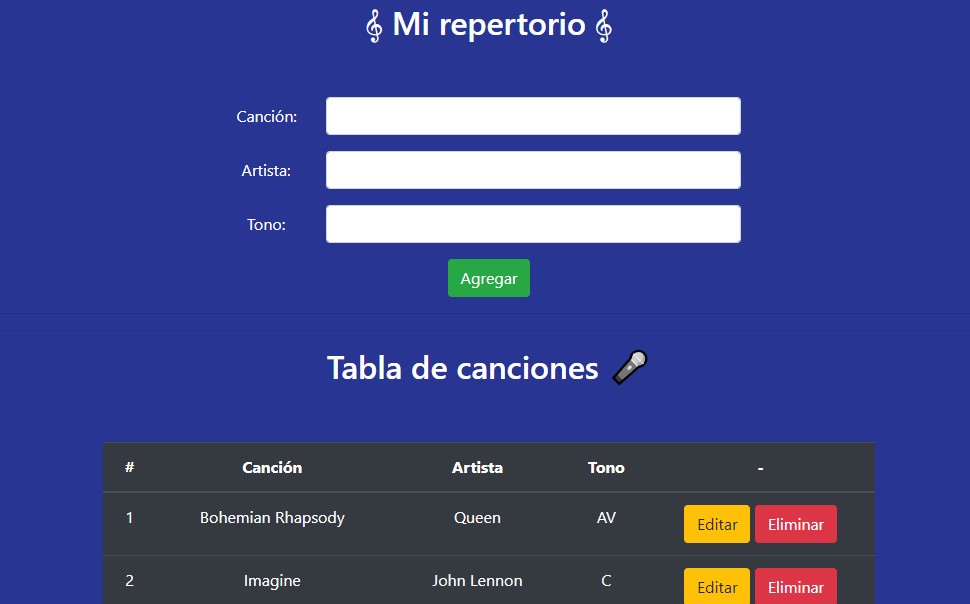 𝄞 Mi repertorio 𝄞
Canción:
Artista:
Tono:
Agregar
Tabla de canciones 🎤
# Canción Artista Tono -
1 Bohemian Rhapsody Queen AV Editar Eliminar
2 Imagine John Lennon C Editar Eliminar